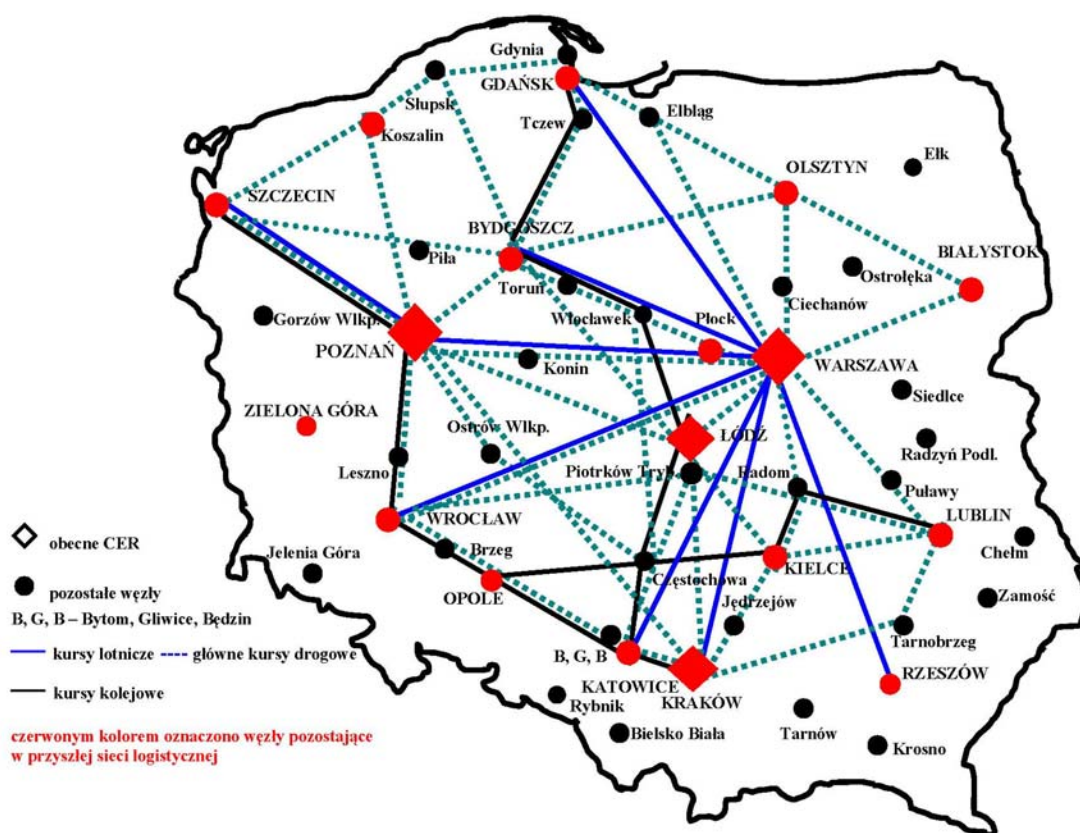 Gdynia
GDAŃSK
Słupsk
Elbląg
Tczew
Koszalin
OLSZTYN
Ełk
SZCZECIN
BYDGOSZCZ
Piła
Ostrołęka
BIAŁYSTOK
Toruń
Ciechanów
Gorzów Wlkp.
Włocławek
Płock
POZNAŃ
Konin
WARSZAWA
Siedlce
ZIELONA GÓRA
Ostrów Wlkp.
ŁÓDŹ
Radzyń Podl.
Leszno
Piotrków Tryb.
Radom
Puławy
WROCŁAW
LUBLIN
obecne CER
Jelenia Góra
Brzeg
Chełm
pozostałe węzły
OPOLE
Częstochowa
KIELCE
Zamość
B, G, B – Bytom, Gliwice, Będzin
Jędrzejów
Tarnobrzeg
kursy lotnicze
główne kursy drogowe
B, G, B
RZESZÓW
kursy kolejowe
KATOWICE
KRAKÓW
Rybnik
Bielsko Biała
Tarnów
Krosno
czerwonym kolorem oznaczono węzły pozostające
w przyszłej sieci logistycznej